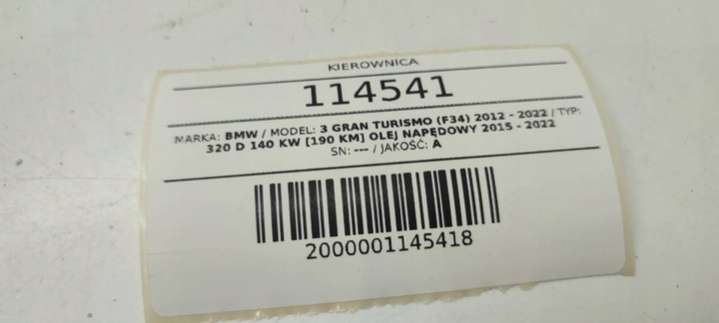 KIEROWNICA
114541
MARKA: BMW / MODEL: 3 GRAN TURISMO (F34) 2012 - 2022 / TYP:
320 D 140 KW [190 KM] OLEJ NAPĘDOWY 2015 - 2022
SN: --- / JAKOŚĆ: A
2000001145418